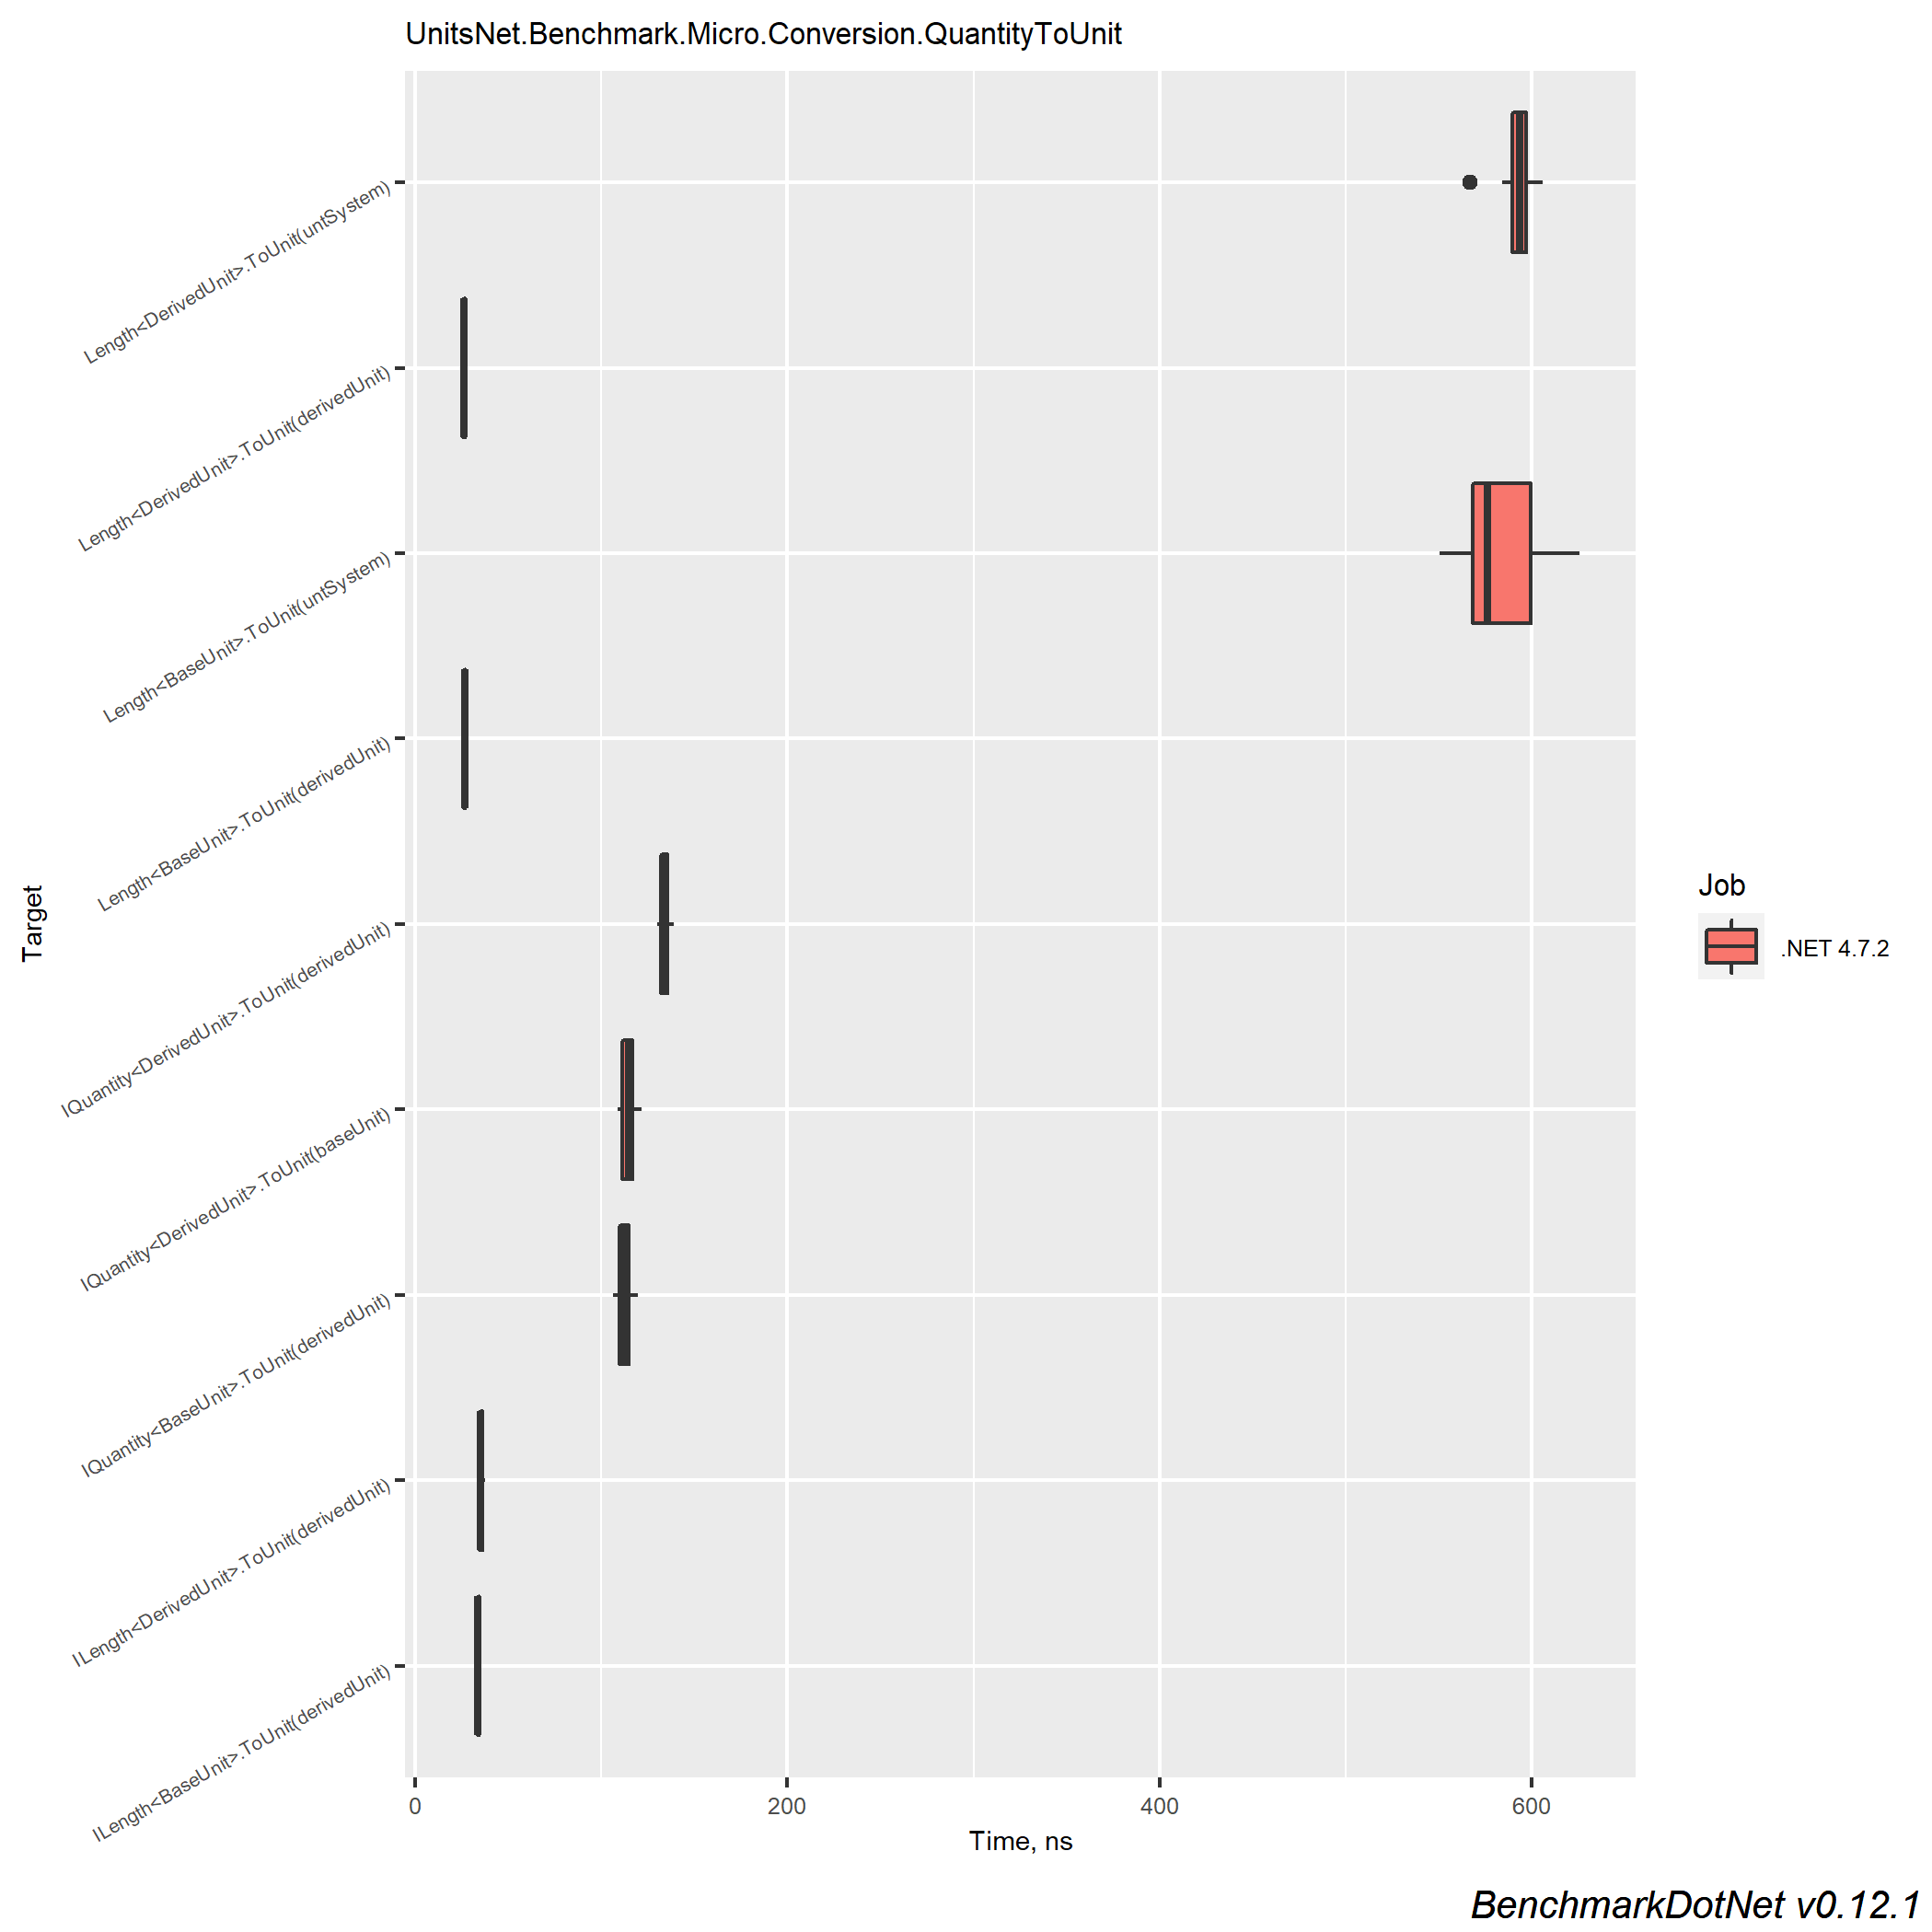 UnitsNet.Benchmark.Micro.Conversion.QuantityToUnit
Length<DerivedUnit>.ToUnit(untSystem)
Length<DerivedUnit>.ToUnit(derivedUnit)
Length<BaseUnit>.ToUnit(untSystem)
Length<BaseUnit>.ToUnit(derivedUnit)
IQuantity<DerivedUnit>.ToUnit(derivedUnit)
IQuantity<DerivedUnit>.ToUnit(baseUnit)
IQuantity<BaseUnit>.ToUnit(derivedUnit)
ILength<DerivedUnit>.ToUnit(derivedUnit)
ILength<BaseUnit>.ToUnit(derivedUnit)
Target
0 200 400 600
Time, ns
Job
.NET 4.7.2
BenchmarkDotNet v0.12.1